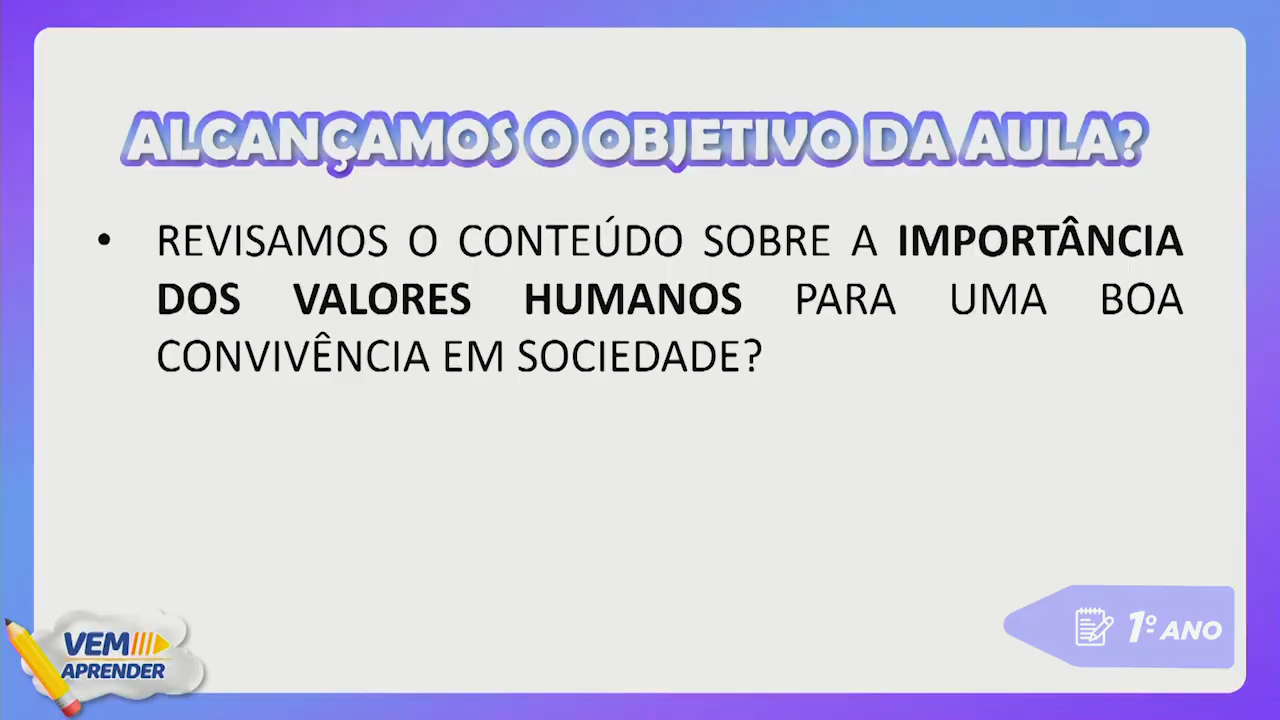 ALCANÇAMOS O OBJETIVO DA AULA?
• REVISAMOS O CONTEÚDO SOBRE A IMPORTÂNCIA
DOS VALORES HUMANOS PARA UMA BOA
CONVIVÊNCIA EM SOCIEDADE?
VEM
APRENDER
1º ANO